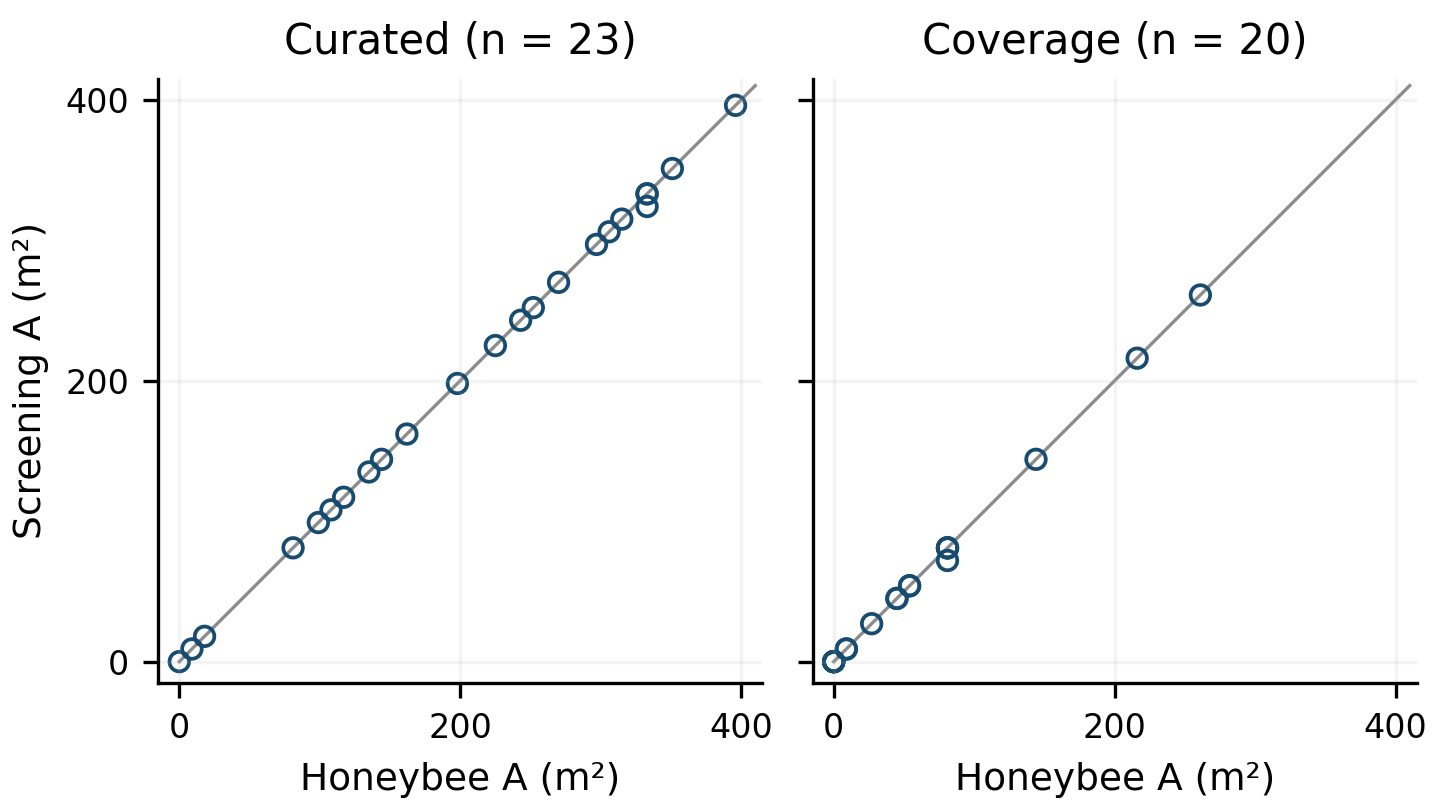 Curated (n = 23)
Coverage (n = 20)
Screening A (m²)
400
200
0
0
200
400
0
200
400
Honeybee A (m²)
Honeybee A (m²)